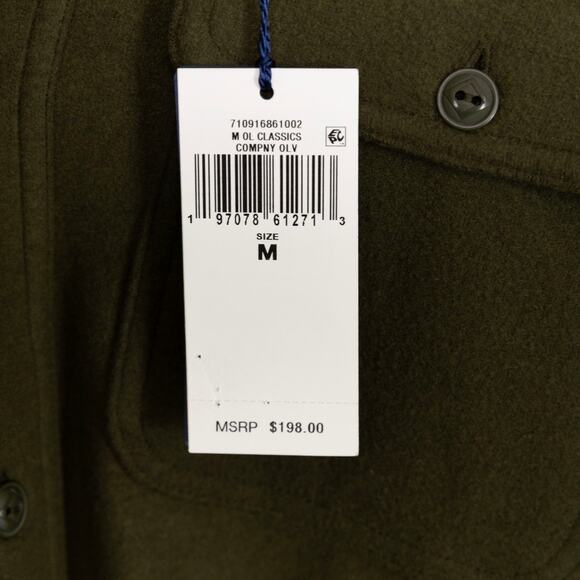 710916861002
M OL CLASSICS
COMPNY OLV
1 97078 61271 3
SIZE
M
MSRP $198.00